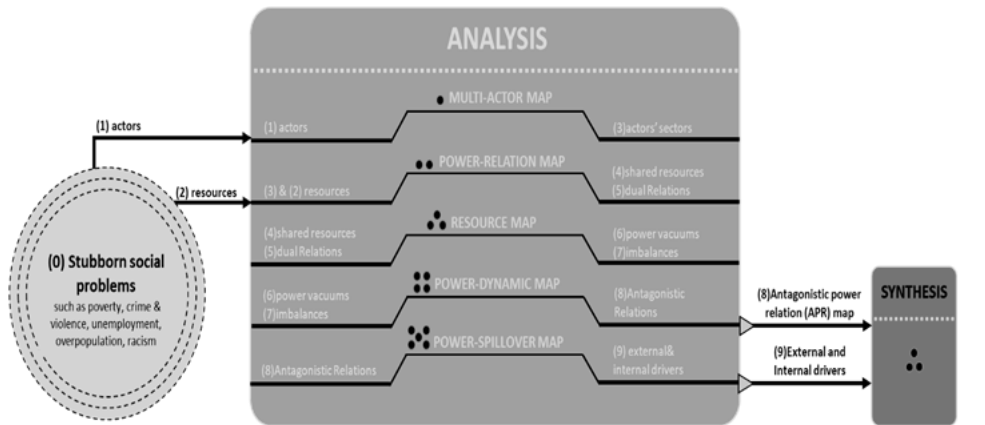 ANALYSIS
MULTI-ACTOR MAP
(1) actors
(1) actors
(3)actors' sectors
POWER-RELATION MAP
(2) resources
(3) & (2) resources
(4)shared resources
(5)dual Relations
RESOURCE MAP
(4)shared resources
(5)dual Relations
(6)power vacuums
(7)imbalances
(0) Stubborn social
problems
such as poverty, crime &
violence, unemployment,
overpopulation, racism
POWER-DYNAMIC MAP
(6)power vacuums
(7)imbalances
(8)Antagonistic
Relations
(8)Antagonistic power
relation (APR) map
POWER-SPILLOVER MAP
(8)Antagonistic Relations
(9) external&
internal drivers
(9)External and
Internal drivers
SYNTHESIS